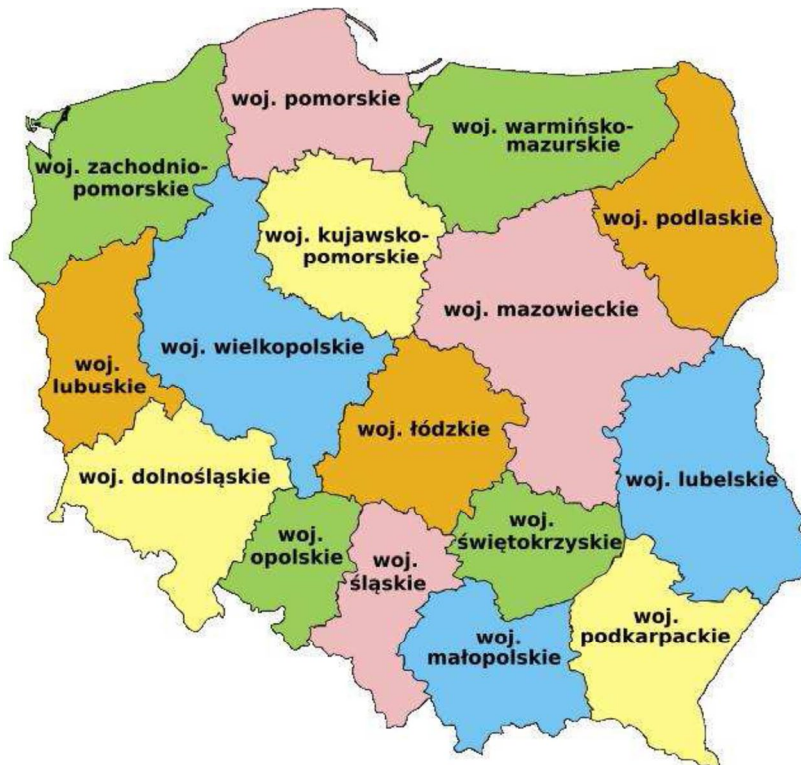 woj. pomorskie
woj. warmińsko-
mazurskie
woj. zachodnio-
pomorskie
woj. podlaskie
woj. kujawsko-
pomorskie
woj. mazowieckie
woj. wielkopolskie
woj.
lubuskie
woj. łódzkie
woj. dolnośląskie
woj. lubelskie
woj.
opolskie
woj.
śląskie
woj.
świętokrzyskie
woj.
małopolskie
woj.
podkarpackie